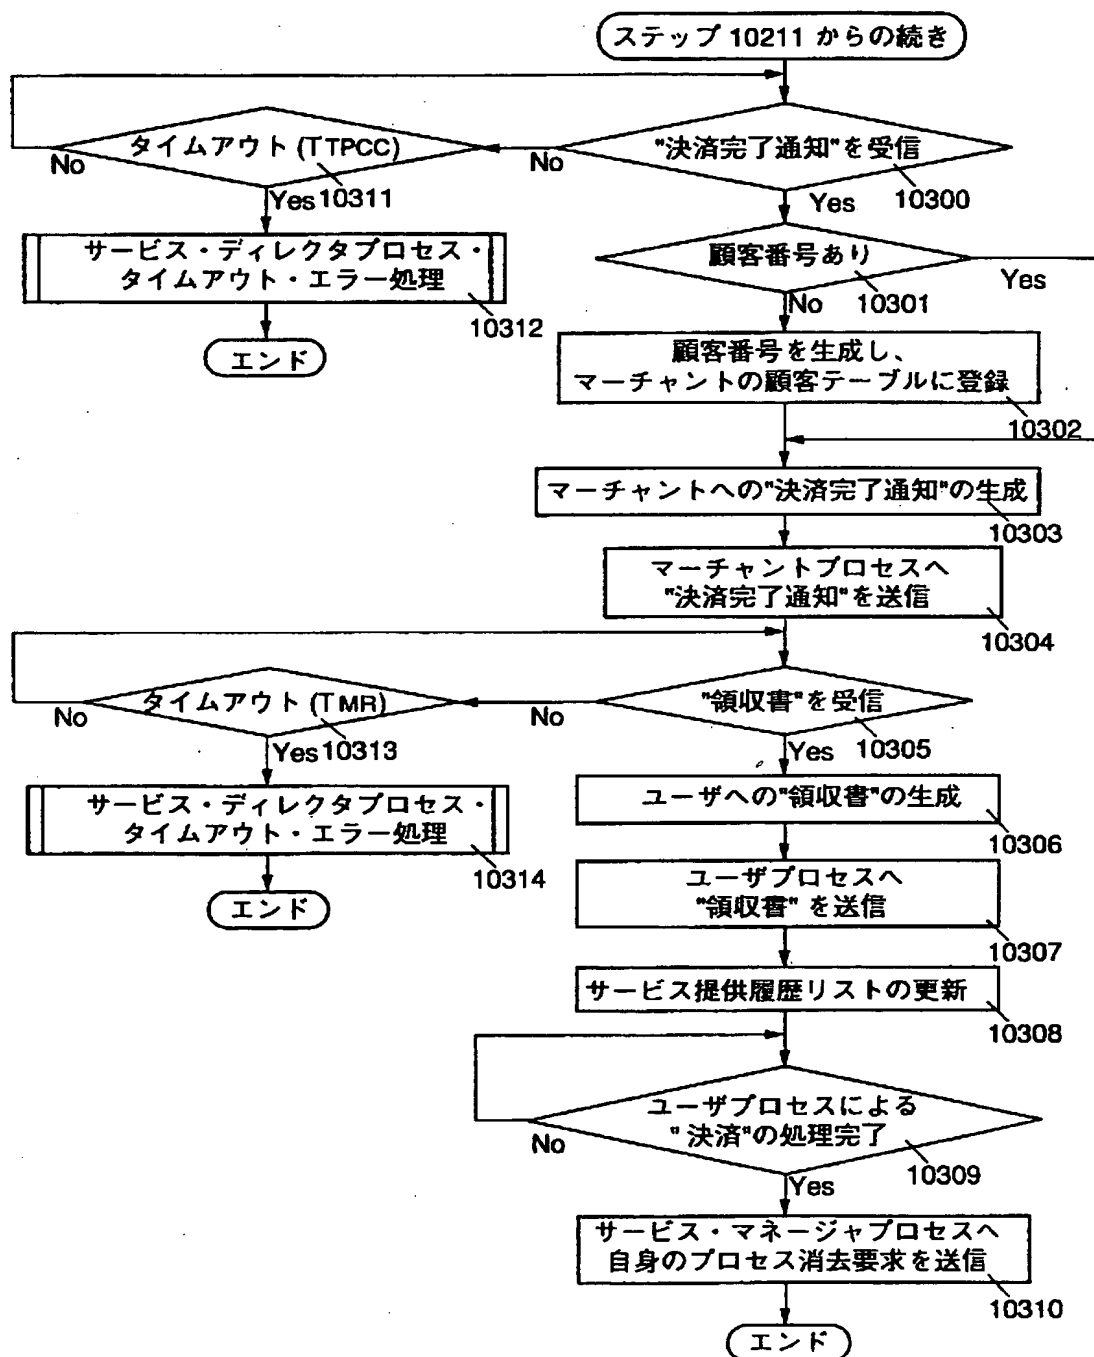 ステップ 10211 からの続き
タイムアウト (TTPCC)
No
Yes 10311
"決済完了通知"を受信
No
10300
Yes
サービス・ディレクタプロセス・
タイムアウト・エラー処理
10312
エンド
顧客番号あり
Yes
10301
No
顧客番号を生成し、
マーチャントの顧客テーブルに登録
10302
マーチャントへの"決済完了通知"の生成
10303
マーチャントプロセスへ
"決済完了通知"を送信
10304
タイムアウト (TMR)
No
Yes 10313
"領収書"を受信
No
Yes
10305
サービス・ディレクタプロセス・
タイムアウト・エラー処理
10314
エンド
ユーザへの"領収書"の生成
10306
ユーザプロセスへ
"領収書" を送信
10307
サービス提供履歴リストの更新
10308
ユーザプロセスによる
"決済"の処理完了
No
10309
Yes
サービス・マネージャプロセスへ
自身のプロセス消去要求を送信
10310
エンド